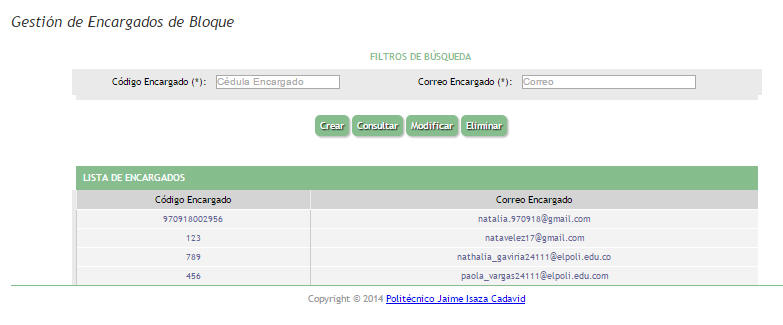 Gestión de Encargados de Bloque
FILTROS DE BÚSQUEDA
Código Encargado (*): Cédula Encargado Correo Encargado (*): Correo
Crear Consultar Modificar Eliminar
LISTA DE ENCARGADOS
Código Encargado Correo Encargado
970918002956 natalia.970918@gmail.com
123 natavelez17@gmail.com
789 nathalia_gaviria24111@elpoli.edu.co
456 paola_vargas24111@elpoli.edu.com
Copyright © 2014 Politécnico Jaime Isaza Cadavid